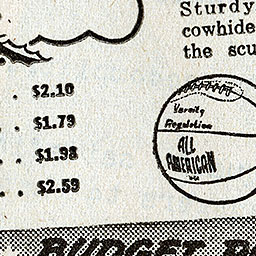 Sturdy
cowhide
the scu
. . $2.10
. . $1.79
. . $1.98
. . $2.59
Varsity
Regulation
ALL
AMERICAN
BUDGET